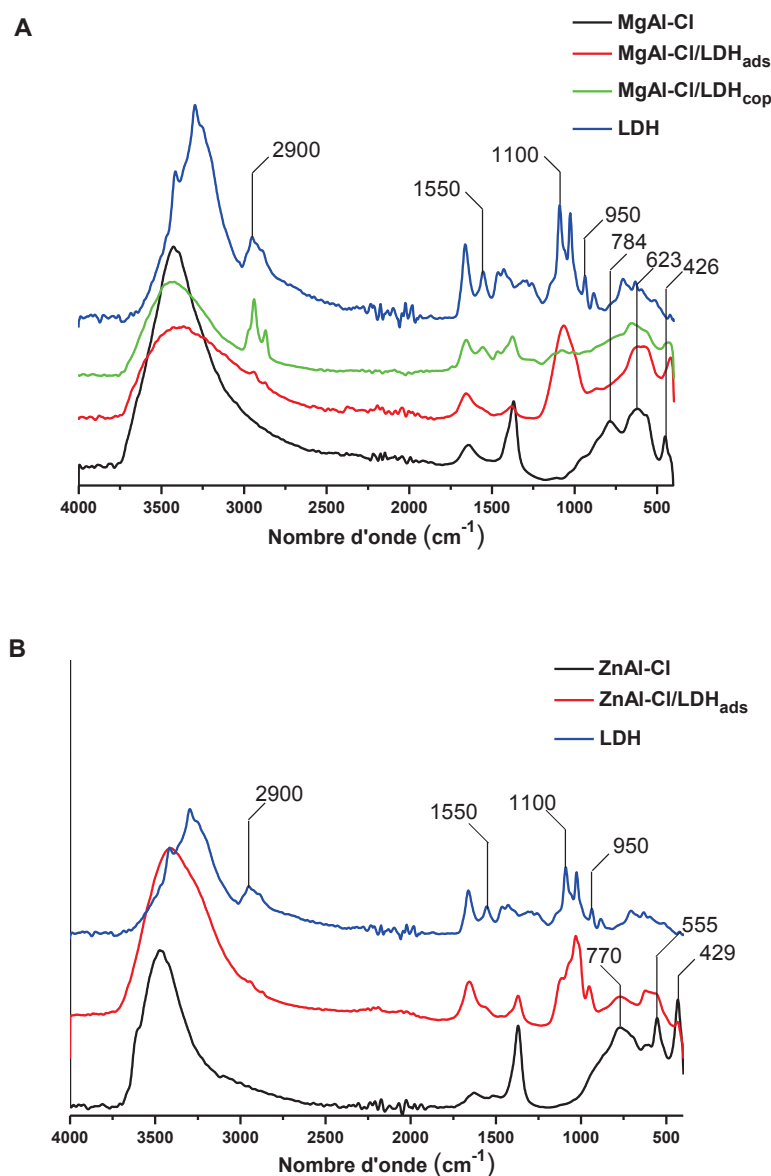 A
MgAl-Cl
MgAl-Cl/LDHads
MgAl-Cl/LDHcop
LDH
2900
1550
1100
950
784
623
426
4000 3500 3000 2500 2000 1500 1000 500
Nombre d'onde (cm-1)
B
ZnAl-Cl
ZnAl-Cl/LDHads
LDH
2900
1550
1100
950
770
555
429
4000 3500 3000 2500 2000 1500 1000 500
Nombre d'onde (cm-1)